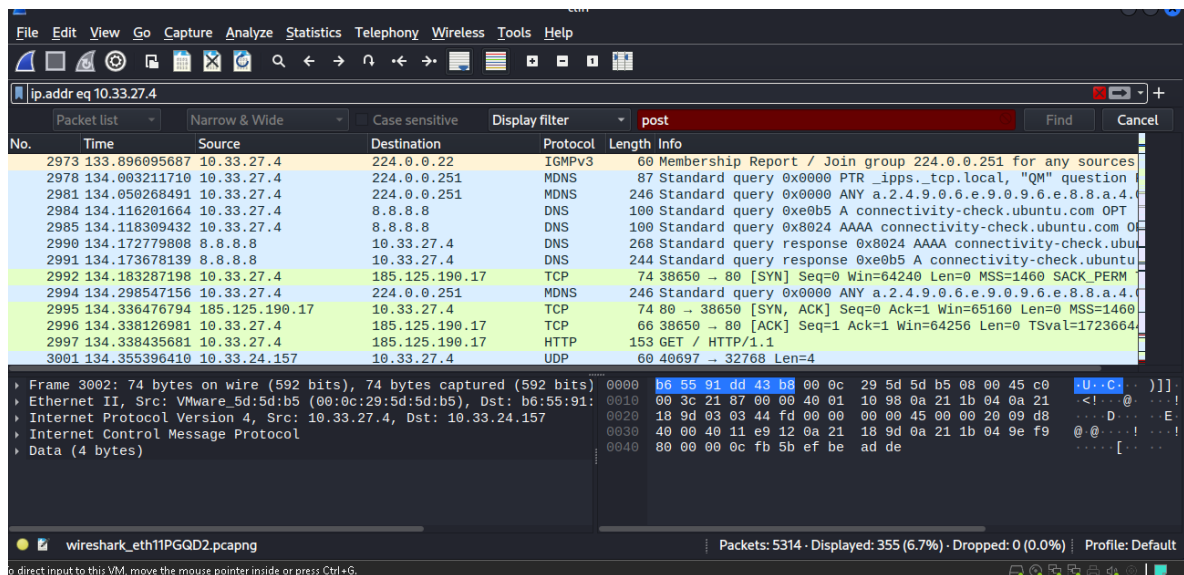 File Edit View Go Capture Analyze Statistics Telephony Wireless Tools Help
ip.addr eq 10.33.27.4
Packet list Narrow & Wide Case sensitive Display filter post Find Cancel
No. Time Source Destination Protocol Length Info
2973 133.896095687 10.33.27.4 224.0.0.22 IGMPv3 60 Membership Report / Join group 224.0.0.251 for any sources
2978 134.003211710 10.33.27.4 224.0.0.251 MDNS 87 Standard query 0x0000 PTR _ipps._tcp.local, "QM" question
2981 134.050268491 10.33.27.4 224.0.0.251 MDNS 246 Standard query 0x0000 ANY a.2.4.9.0.6.e.9.0.9.6.e.8.8.a.4.
2984 134.116201664 10.33.27.4 8.8.8.8 DNS 100 Standard query 0xe0b5 A connectivity-check.ubuntu.com OPT
2985 134.118309432 10.33.27.4 8.8.8.8 DNS 100 Standard query 0x8024 AAAA connectivity-check.ubuntu.com
2990 134.172779808 8.8.8.8 10.33.27.4 DNS 268 Standard query response 0x8024 AAAA connectivity-check.ubu
2991 134.173678139 8.8.8.8 10.33.27.4 DNS 244 Standard query response 0xe0b5 A connectivity-check.ubuntu
2992 134.183287198 10.33.27.4 185.125.190.17 TCP 74 38650 → 80 [SYN] Seq=0 Win=64240 Len=0 MSS=1460 SACK_PERM
2994 134.298547156 10.33.27.4 224.0.0.251 MDNS 246 Standard query 0x0000 ANY a.2.4.9.0.6.e.9.0.9.6.e.8.8.a.4.
2995 134.336476794 185.125.190.17 10.33.27.4 TCP 74 80 → 38650 [SYN, ACK] Seq=0 Ack=1 Win=65160 Len=0 MSS=1460
2996 134.338126981 10.33.27.4 185.125.190.17 TCP 66 38650 → 80 [ACK] Seq=1 Ack=1 Win=64256 Len=0 TSval=1723664
2997 134.338435681 10.33.27.4 185.125.190.17 HTTP 153 GET / HTTP/1.1
3001 134.355396410 10.33.24.157 10.33.27.4 UDP 60 40697 → 32768 Len=4
Frame 3002: 74 bytes on wire (592 bits), 74 bytes captured (592 bits) 0000 b6 55 91 dd 43 b8 00 0c 29 5d 5d b5 08 00 45 c0 ·U··C··· )]]·
Ethernet II, Src: VMware_5d:5d:b5 (00:0c:29:5d:5d:b5), Dst: b6:55:91: 0010 00 3c 21 87 00 00 40 01 10 98 0a 21 1b 04 0a 21 ·<!···@· ···!
Internet Protocol Version 4, Src: 10.33.27.4, Dst: 10.33.24.157 0020 18 9d 03 03 44 fd 00 00 00 00 45 00 00 20 09 d8 ····D··· ··E·
Internet Control Message Protocol 0030 40 00 40 11 e9 12 0a 21 18 9d 0a 21 1b 04 9e f9 @·@····! ···!
Data (4 bytes) 0040 80 00 00 0c fb 5b ef be ad de ·····[·· ··
wireshark_eth11PGQD2.pcapng Packets: 5314 · Displayed: 355 (6.7%) · Dropped: 0 (0.0%) Profile: Default
o direct input to this VM, move the mouse pointer inside or press Ctrl+G.